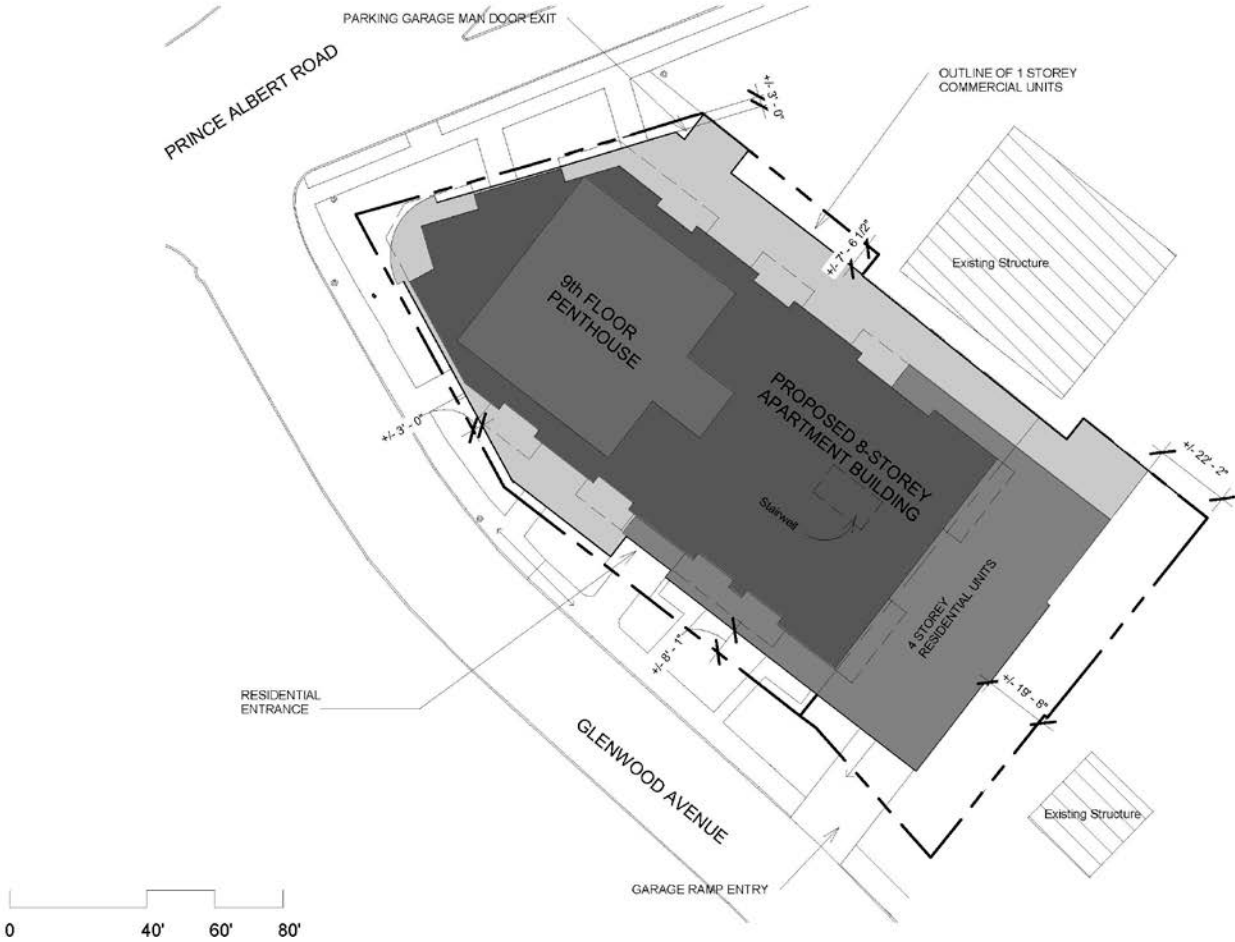 PARKING GARAGE MAN DOOR EXIT
PRINCE ALBERT ROAD
+/- 3' - 0"
OUTLINE OF 1 STOREY
COMMERCIAL UNITS
+/- 7' - 6 1/2"
Existing Structure
9th FLOOR
PENTHOUSE
PROPOSED 8-STOREY
APARTMENT BUILDING
+/- 3' - 0"
Stairwell
+/- 22' - 2"
4 STOREY
RESIDENTIAL UNITS
+/- 8' - 1"
+/- 19' - 8"
RESIDENTIAL
ENTRANCE
GLENWOOD AVENUE
Existing Structure
GARAGE RAMP ENTRY
0 40' 60' 80'